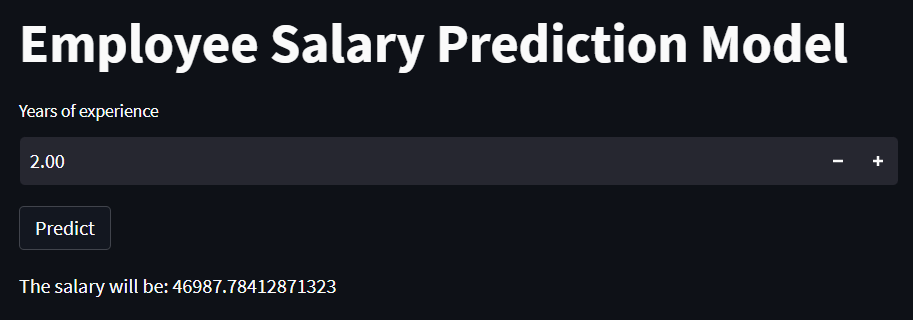 Employee Salary Prediction Model
Years of experience
2.00 − +
Predict
The salary will be: 46987.78412871323